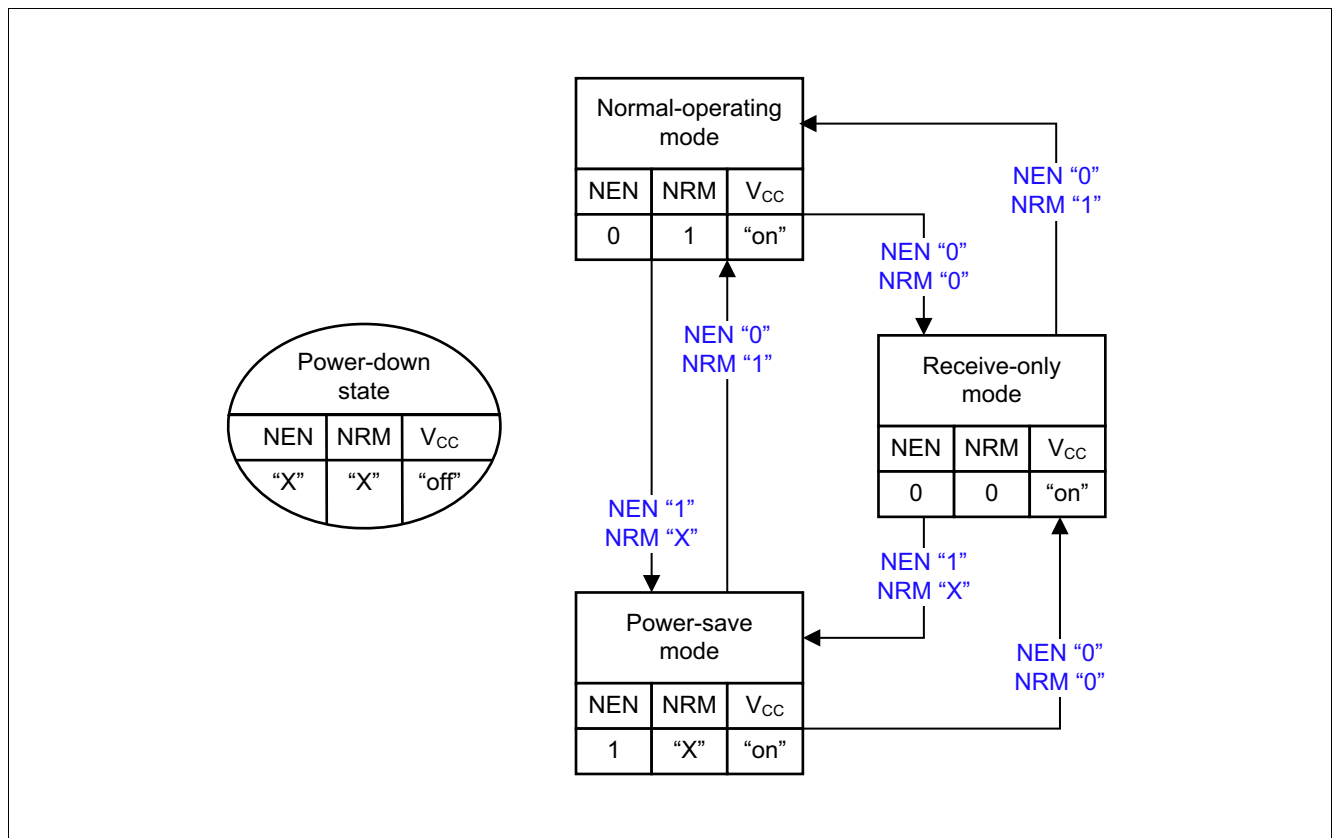 Normal-operating
mode
NEN NRM VCC
0 1 “on”
NEN “0”
NRM “1”
NEN “0”
NRM “0”
NEN “0”
NRM “1”
Power-down
state
NEN NRM VCC
“X” “X” “off”
Receive-only
mode
NEN NRM VCC
0 0 “on”
NEN “1”
NRM “X”
NEN “1”
NRM “X”
Power-save
mode
NEN NRM VCC
1 “X” “on”
NEN “0”
NRM “0”